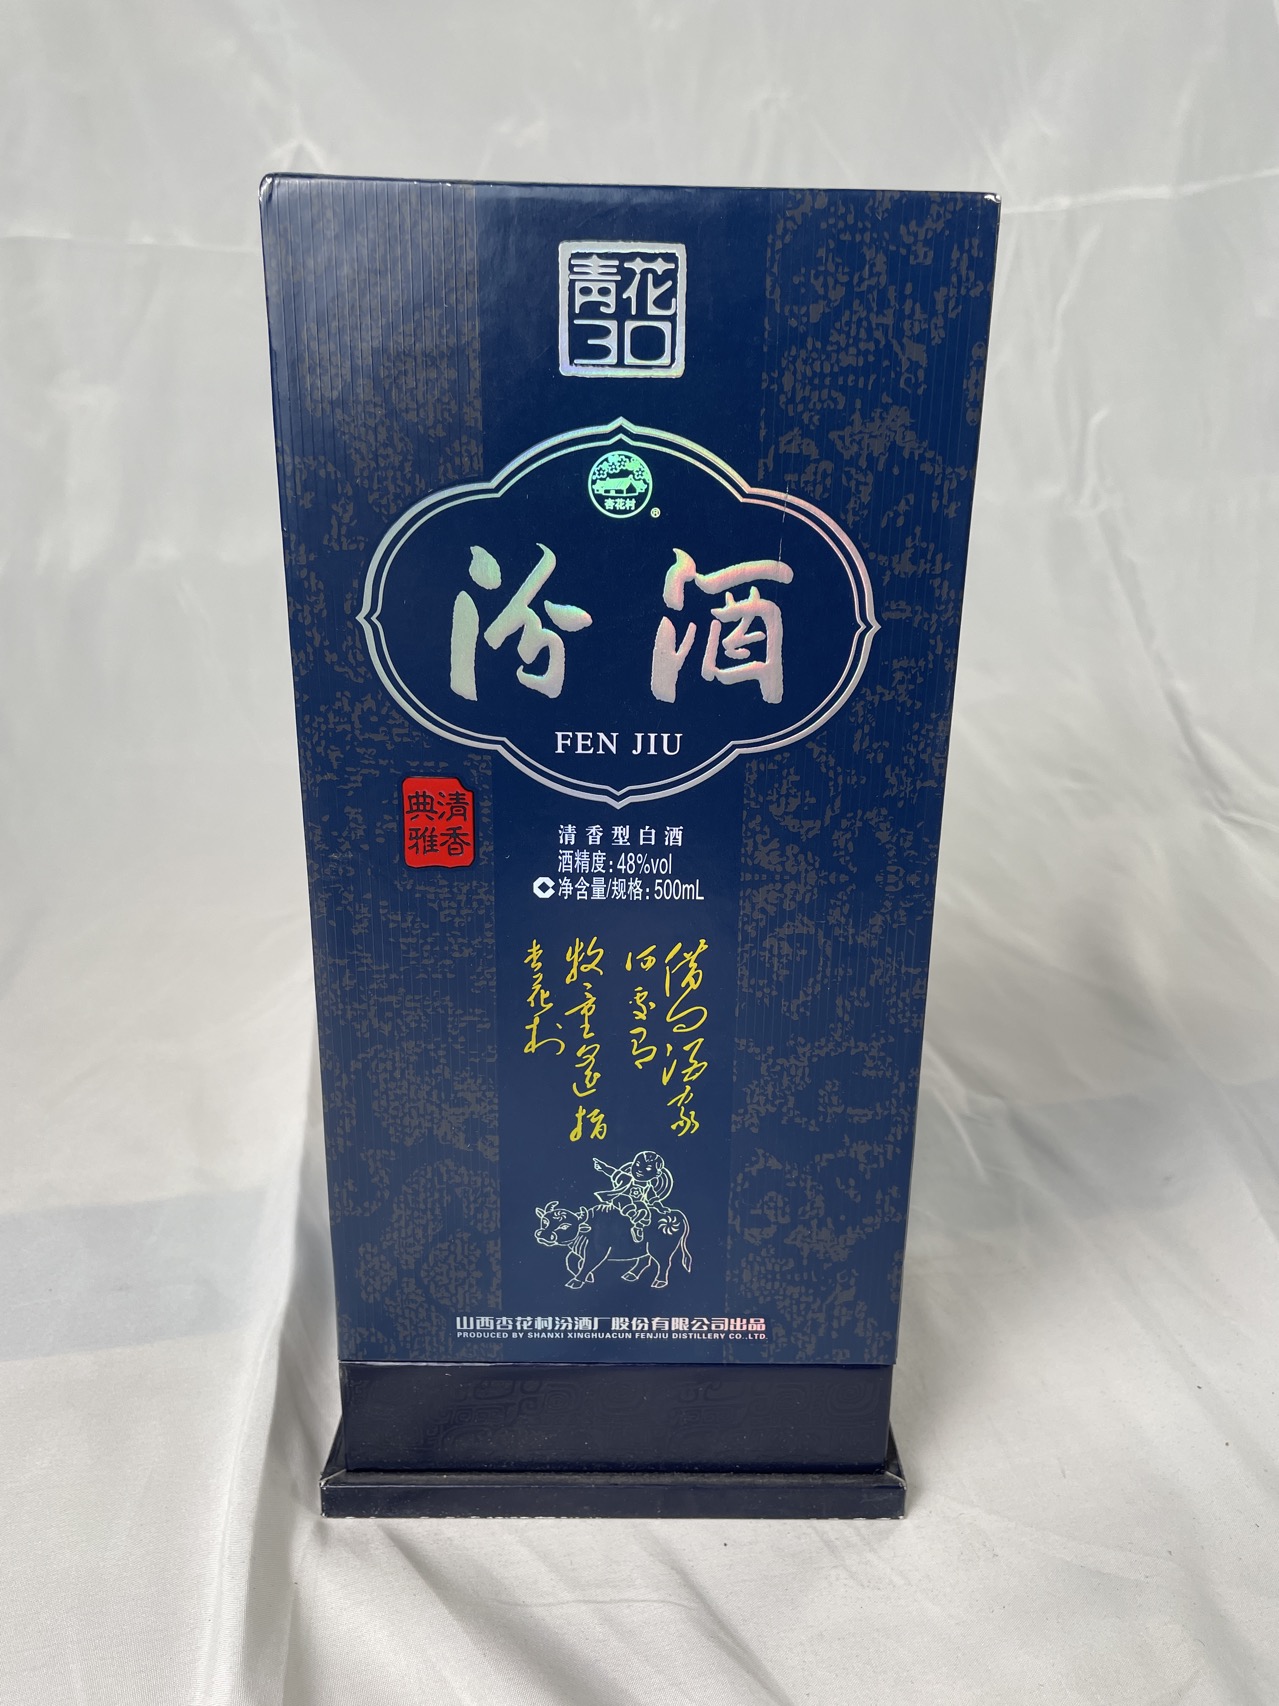 青花
30
杏花村
®
汾酒
FEN JIU
清香
典雅
清香型白酒
酒精度:48%vol
净含量/规格:500mL
借问酒家
何处有
牧童遥指
杏花村
山西杏花村汾酒厂股份有限公司出品
PRODUCED BY SHANXI XINGHUACUN FENJIU DISTILLERY CO.,LTD.